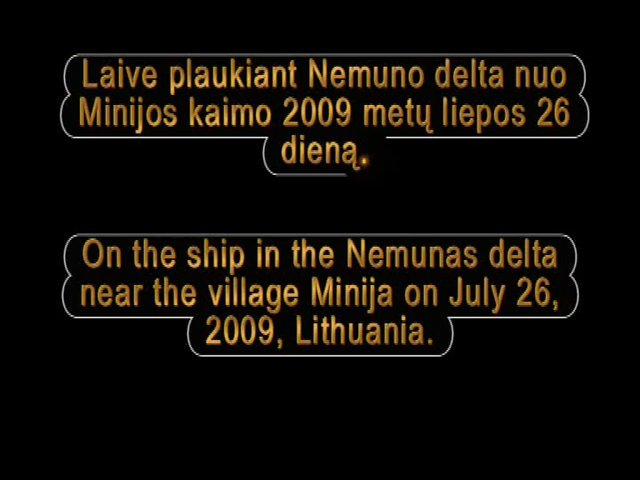 Laive plaukiant Nemuno delta nuo
Minijos kaimo 2009 metų liepos 26
dieną.
On the ship in the Nemunas delta
near the village Minija on July 26,
2009, Lithuania.